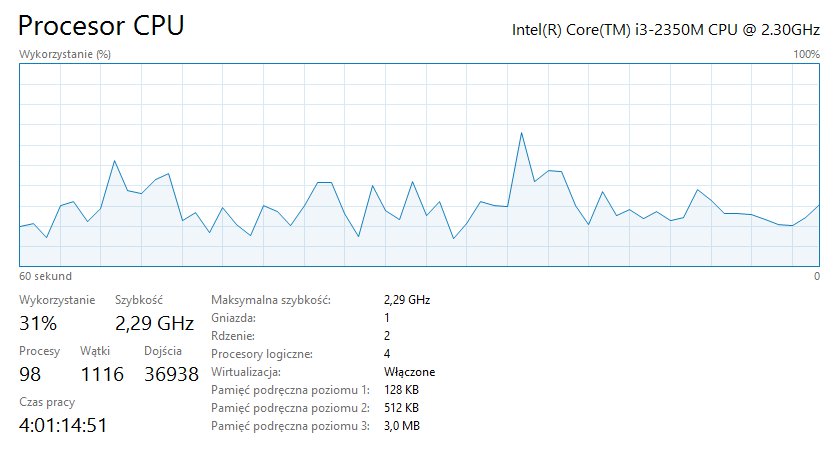 Procesor CPU
Intel(R) Core(TM) i3-2350M CPU @ 2.30GHz
Wykorzystanie (%)
100%
60 sekund
0
Wykorzystanie
Szybkość
31%
2,29 GHz
Procesy
Wątki
Dojścia
98
1116
36938
Czas pracy
4:01:14:51
Maksymalna szybkość: 2,29 GHz
Gniazda: 1
Rdzenie: 2
Procesory logiczne: 4
Wirtualizacja: Włączone
Pamięć podręczna poziomu 1: 128 KB
Pamięć podręczna poziomu 2: 512 KB
Pamięć podręczna poziomu 3: 3,0 MB